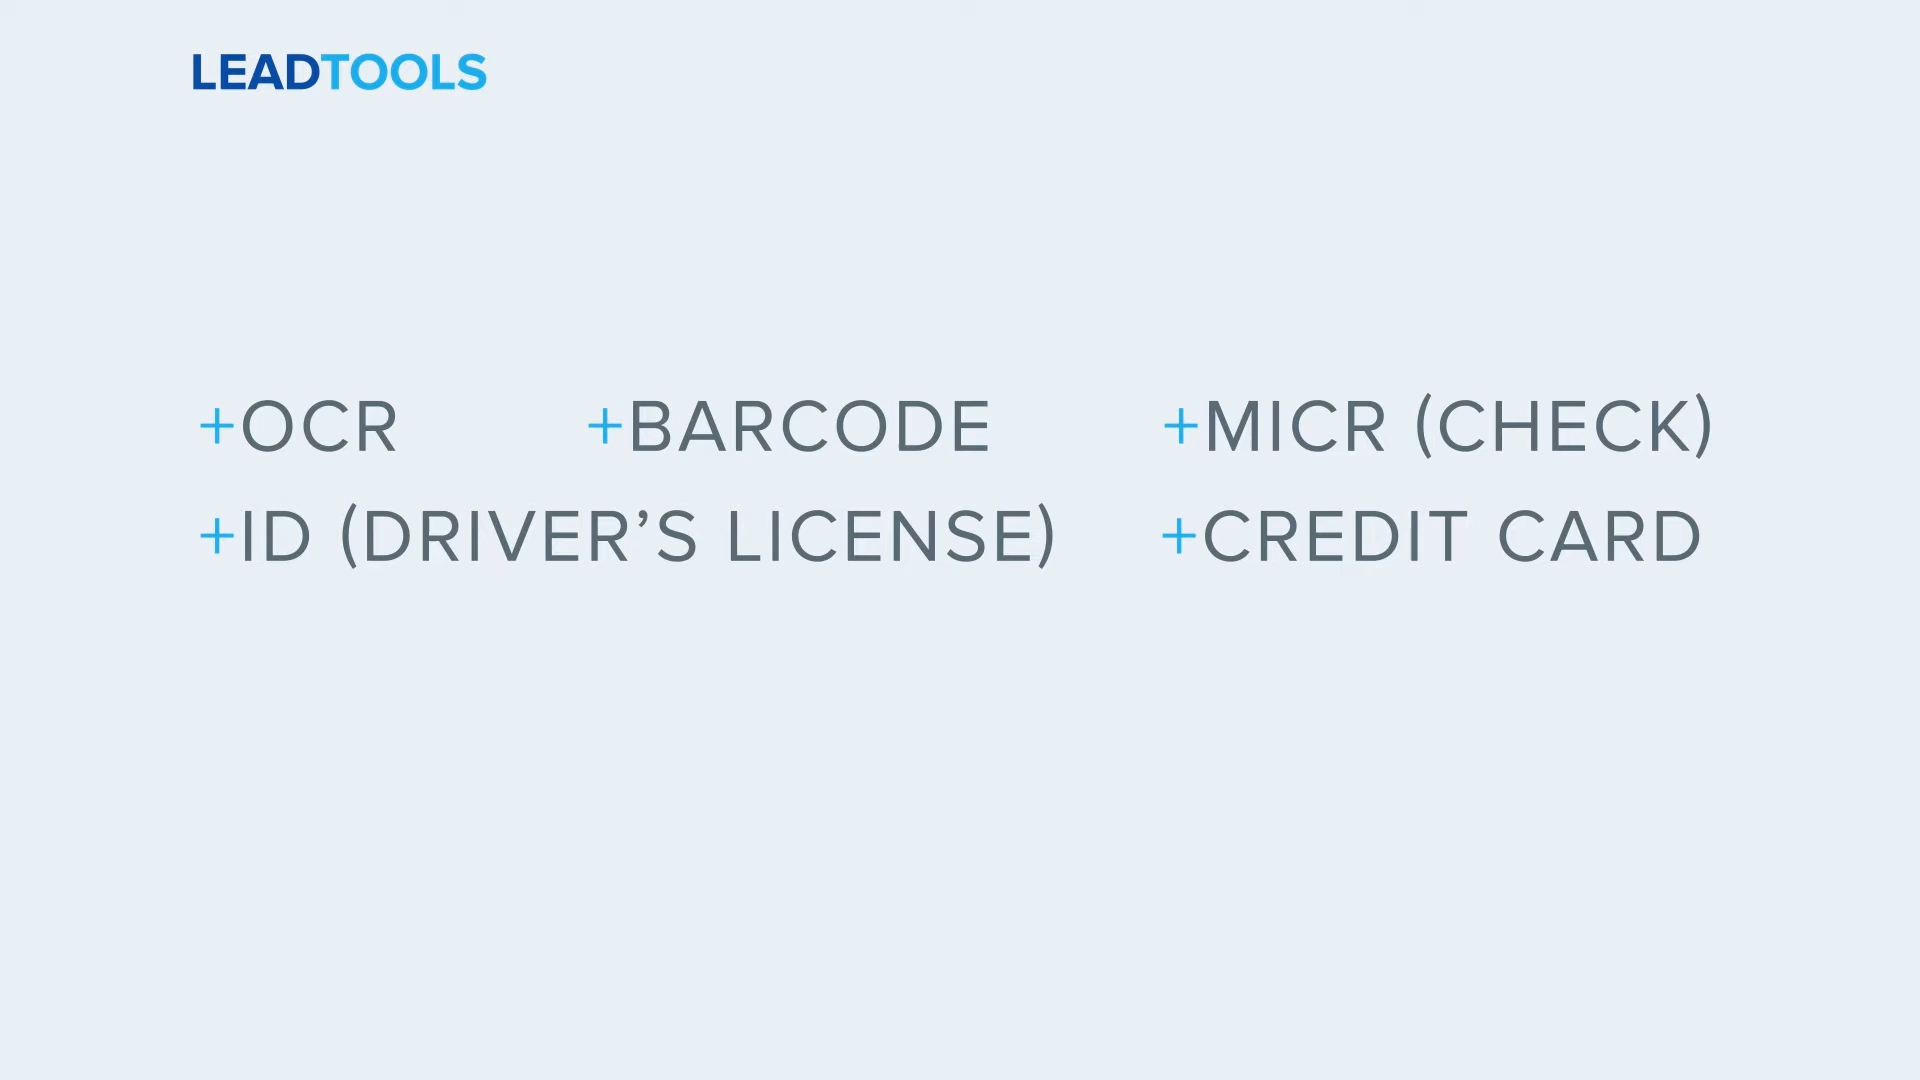 LEADTOOLS
+OCR +BARCODE +MICR (CHECK)
+ID (DRIVER’S LICENSE) +CREDIT CARD